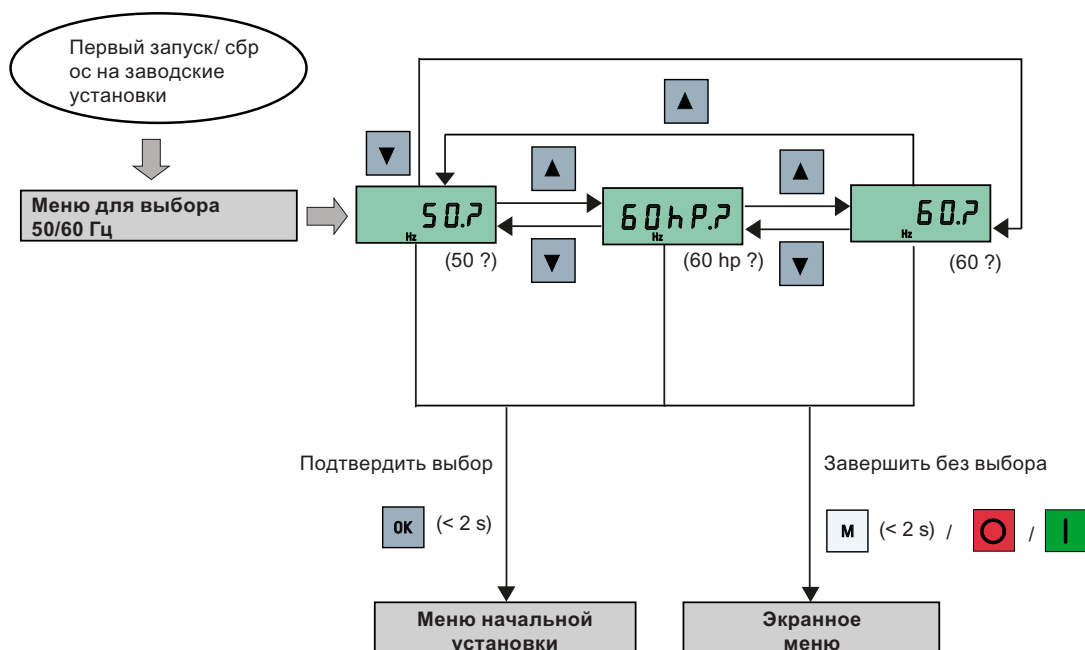 Первый запуск/ сбр
ос на заводские
установки
Меню для выбора
50/60 Гц
50.?
Hz
(50 ?)
60hP.?
Hz
(60 hp ?)
60.?
Hz
(60 ?)
Подтвердить выбор
OK (< 2 s)
Завершить без выбора
M (< 2 s) / /
Меню начальной
установки
Экранное
меню